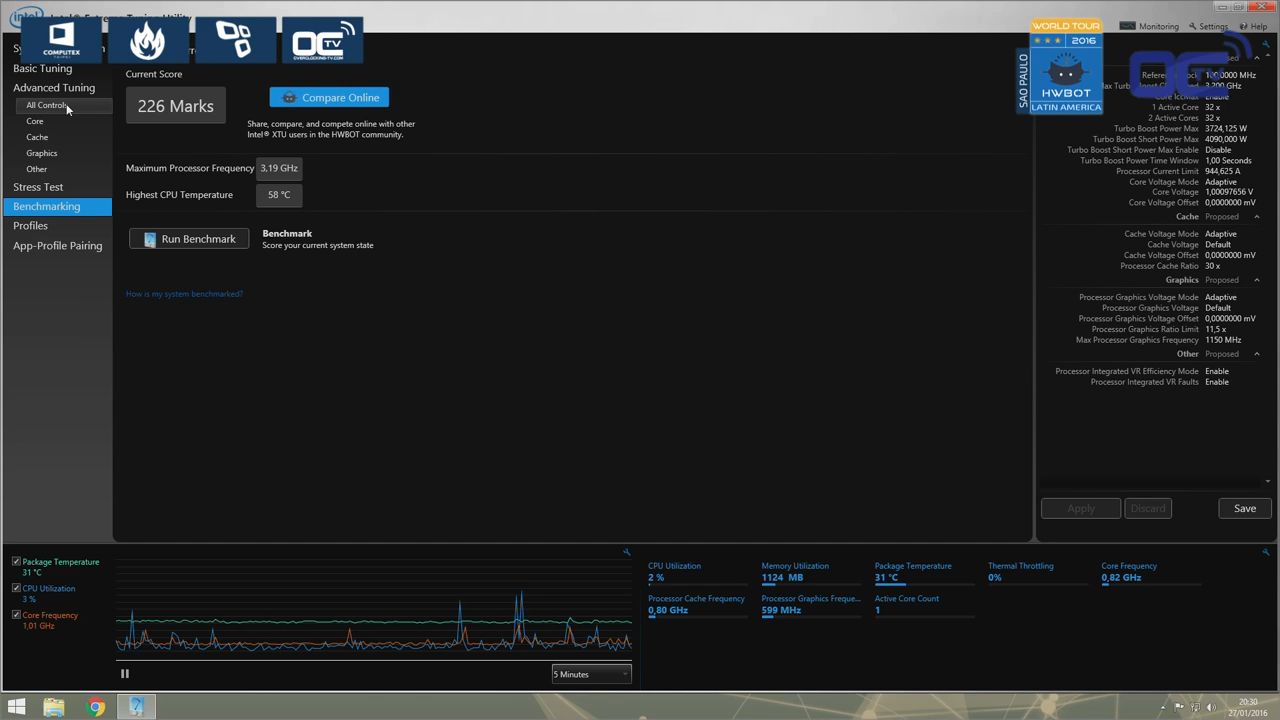 intel
Intel® Extreme Tuning Utility
COMPUTEX
TAIPEI
OCTV
OVERCLOCKING-TV.COM
WORLD TOUR
2016
SAO PAULO
HWBOT
LATIN AMERICA
Monitoring
Settings
Help
Basic Tuning
Advanced Tuning
All Controls
Core
Cache
Graphics
Other
Stress Test
Benchmarking
Profiles
App-Profile Pairing
Current Score
226 Marks
Compare Online
Share, compare, and compete online with other
Intel® XTU users in the HWBOT community.
Maximum Processor Frequency 3,19 GHz
Highest CPU Temperature 58 °C
Run Benchmark
Benchmark
Score your current system state
How is my system benchmarked?
1 Active Core 32 x
2 Active Cores 32 x
Turbo Boost Power Max 3724,125 W
Turbo Boost Short Power Max 4090,000 W
Turbo Boost Short Power Max Enable Disable
Turbo Boost Power Time Window 1,00 Seconds
Processor Current Limit 944,625 A
Core Voltage Mode Adaptive
Core Voltage 1,00097656 V
Core Voltage Offset 0,0000000 mV
Cache Proposed
Cache Voltage Mode Adaptive
Cache Voltage Default
Cache Voltage Offset 0,0000000 mV
Processor Cache Ratio 30 x
Graphics Proposed
Processor Graphics Voltage Mode Adaptive
Processor Graphics Voltage Default
Processor Graphics Voltage Offset 0,0000000 mV
Processor Graphics Ratio Limit 11,5 x
Max Processor Graphics Frequency 1150 MHz
Other Proposed
Processor Integrated VR Efficiency Mode Enable
Processor Integrated VR Faults Enable
Apply
Discard
Save
Package Temperature
31 °C
CPU Utilization
3 %
Core Frequency
1,01 GHz
5 Minutes
CPU Utilization
2 %
Memory Utilization
1124 MB
Package Temperature
31 °C
Thermal Throttling
0%
Core Frequency
0,82 GHz
Processor Cache Frequency
0,80 GHz
Processor Graphics Freque...
599 MHz
Active Core Count
1
20:30
27/01/2016